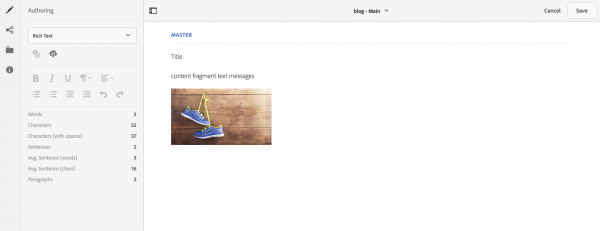 Authoring
blog - Main
Cancel
Save
Rich Text
B I U
Words 5
Characters 32
Characters (with spaces) 37
Sentences 2
Avg. Sentence (words) 3
Avg. Sentence (chars) 16
Paragraphs 2
MASTER
Title
content fragment text messages